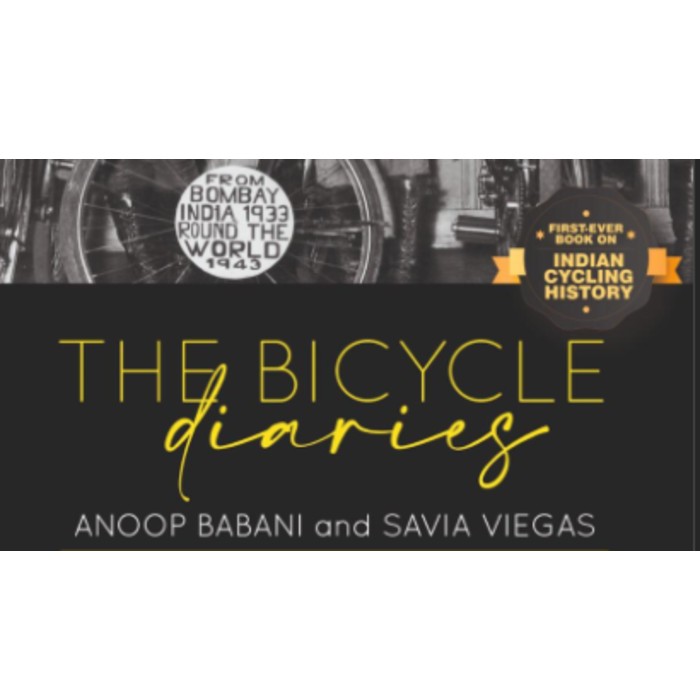 FROM
BOMBAY
INDIA 1933
ROUND THE
WORLD
1943
FIRST-EVER
BOOK ON
INDIAN
CYCLING
HISTORY
THE BICYCLE
diaries
ANOOP BABANI and SAVIA VIEGAS